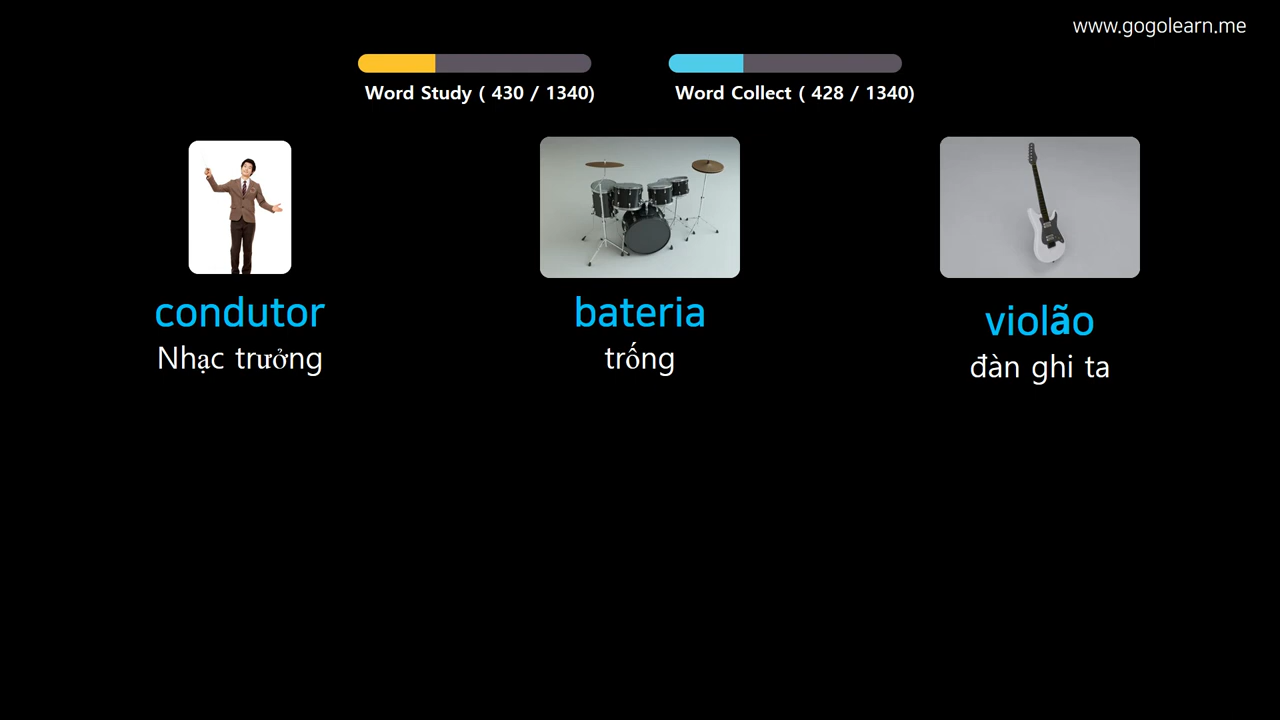 www.gogolearn.me
Word Study ( 430 / 1340)
Word Collect ( 428 / 1340)
condutor
Nhạc trưởng
bateria
trống
violão
đàn ghi ta